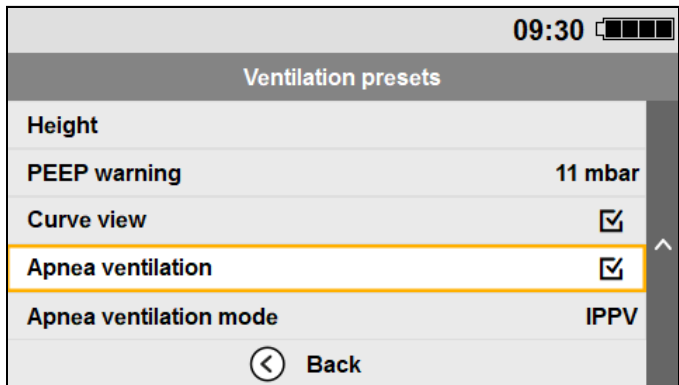 09:30
Ventilation presets
Height
PEEP warning 11 mbar
Curve view
Apnea ventilation
Apnea ventilation mode IPPV
Back